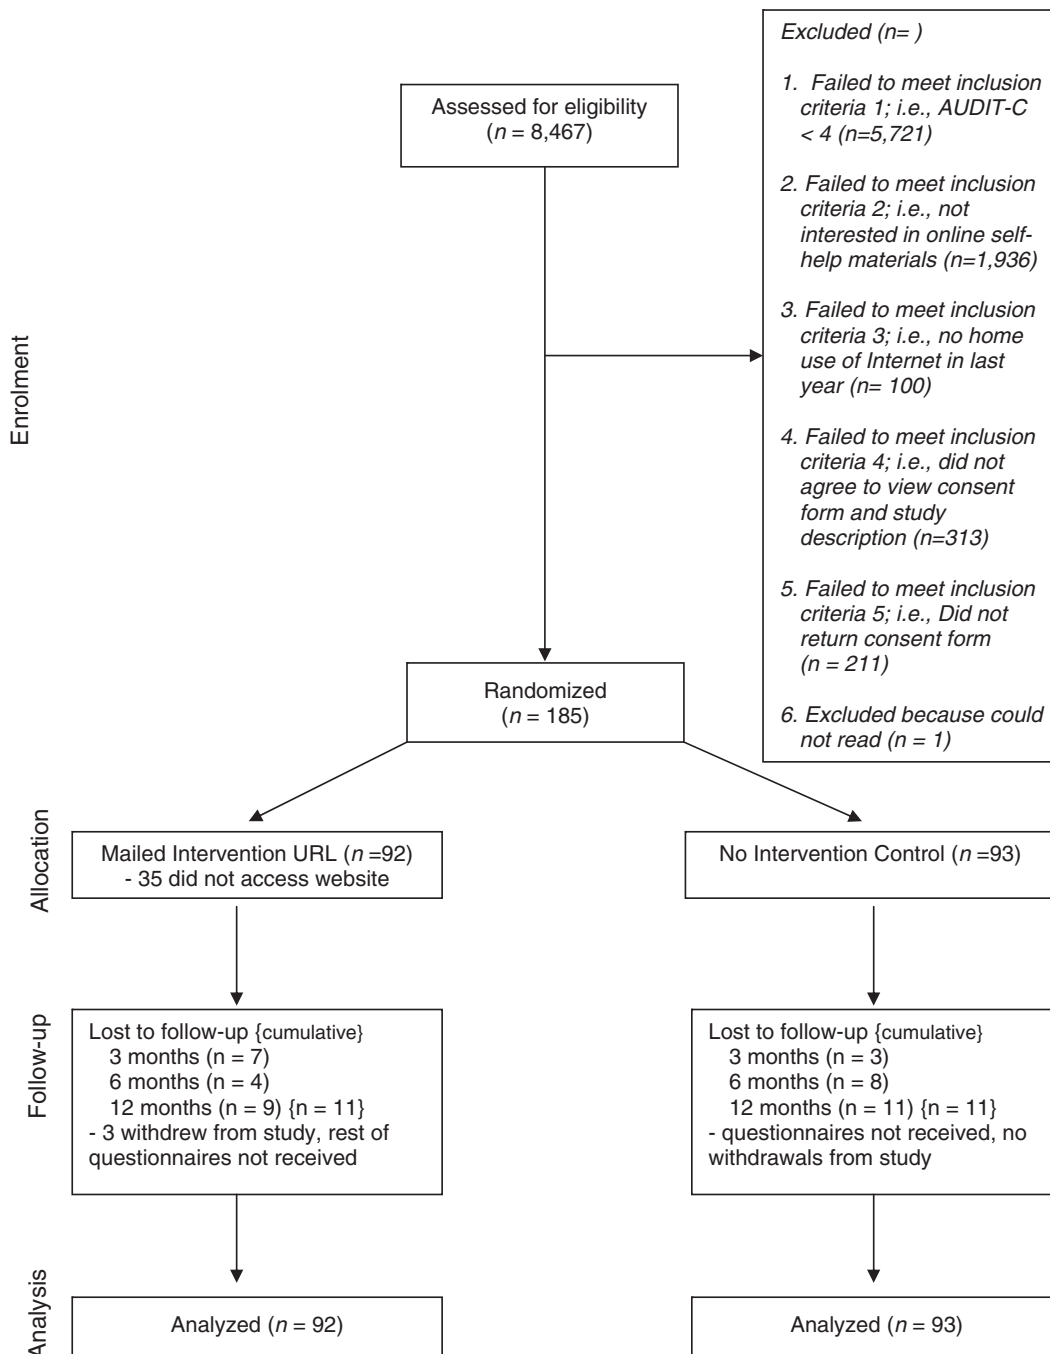 Assessed for eligibility
(n = 8,467)
Excluded (n= )
1. Failed to meet inclusion
criteria 1; i.e., AUDIT-C
< 4 (n=5,721)
2. Failed to meet inclusion
criteria 2; i.e., not
interested in online self-
help materials (n=1,936)
3. Failed to meet inclusion
criteria 3; i.e., no home
use of Internet in last
year (n= 100)
4. Failed to meet inclusion
criteria 4; i.e., did not
agree to view consent
form and study
description (n=313)
5. Failed to meet inclusion
criteria 5; i.e., Did not
return consent form
(n = 211)
6. Excluded because could
not read (n = 1)
Enrolment
Randomized
(n = 185)
Allocation
Mailed Intervention URL (n =92)
- 35 did not access website
No Intervention Control (n =93)
Follow-up
Lost to follow-up {cumulative}
3 months (n = 7)
6 months (n = 4)
12 months (n = 9) {n = 11}
- 3 withdrew from study, rest of
questionnaires not received
Lost to follow-up {cumulative}
3 months (n = 3)
6 months (n = 8)
12 months (n = 11) {n = 11}
- questionnaires not received, no
withdrawals from study
Analysis
Analyzed (n = 92)
Analyzed (n = 93)